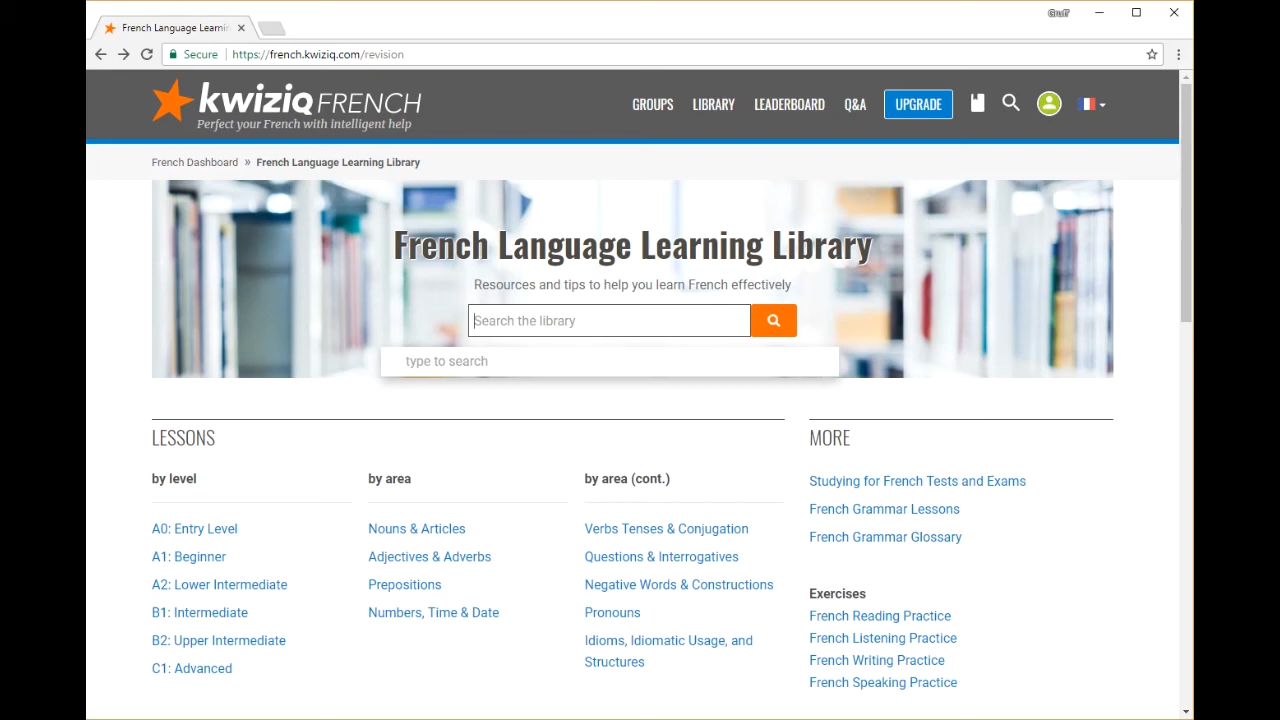 Gruff
French Language Learnin
Secure https://french.kwiziq.com/revision
kwiziq FRENCH
Perfect your French with intelligent help
GROUPS LIBRARY LEADERBOARD Q&A UPGRADE
French Dashboard » French Language Learning Library
French Language Learning Library
Resources and tips to help you learn French effectively
Search the library
type to search
LESSONS
by level
A0: Entry Level
A1: Beginner
A2: Lower Intermediate
B1: Intermediate
B2: Upper Intermediate
C1: Advanced
by area
Nouns & Articles
Adjectives & Adverbs
Prepositions
Numbers, Time & Date
by area (cont.)
Verbs Tenses & Conjugation
Questions & Interrogatives
Negative Words & Constructions
Pronouns
Idioms, Idiomatic Usage, and
Structures
MORE
Studying for French Tests and Exams
French Grammar Lessons
French Grammar Glossary
Exercises
French Reading Practice
French Listening Practice
French Writing Practice
French Speaking Practice